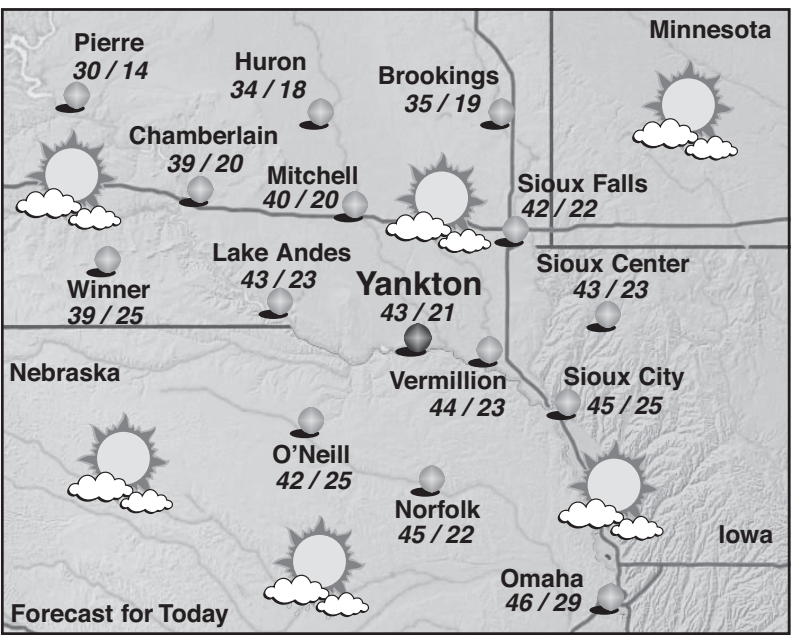 Minnesota
Pierre
30 / 14
Huron
34 / 18
Brookings
35 / 19
Chamberlain
39 / 20
Mitchell
40 / 20
Sioux Falls
42 / 22
Lake Andes
43 / 23
Yankton
43 / 21
Sioux Center
43 / 23
Winner
39 / 25
Nebraska
Vermillion
44 / 23
Sioux City
45 / 25
O'Neill
42 / 25
Norfolk
45 / 22
Iowa
Omaha
46 / 29
Forecast for Today